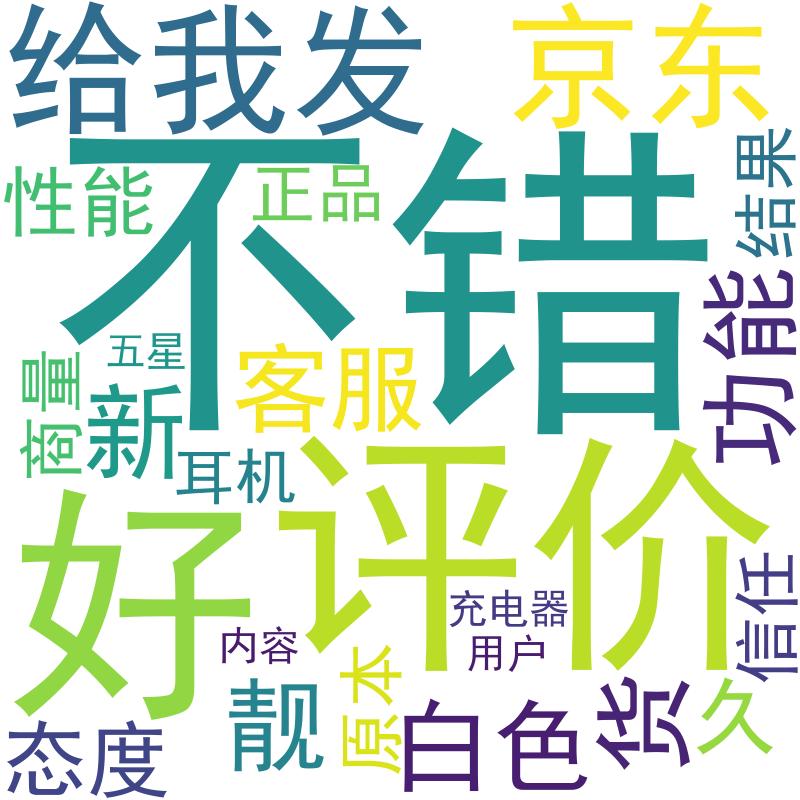 给我发
京东
不错
结果
性能
正品
功能
五星
客服
商量
新
耳机
好
评价
信任
充电器
内容
用户
原本
靓
白色
货
久
态度